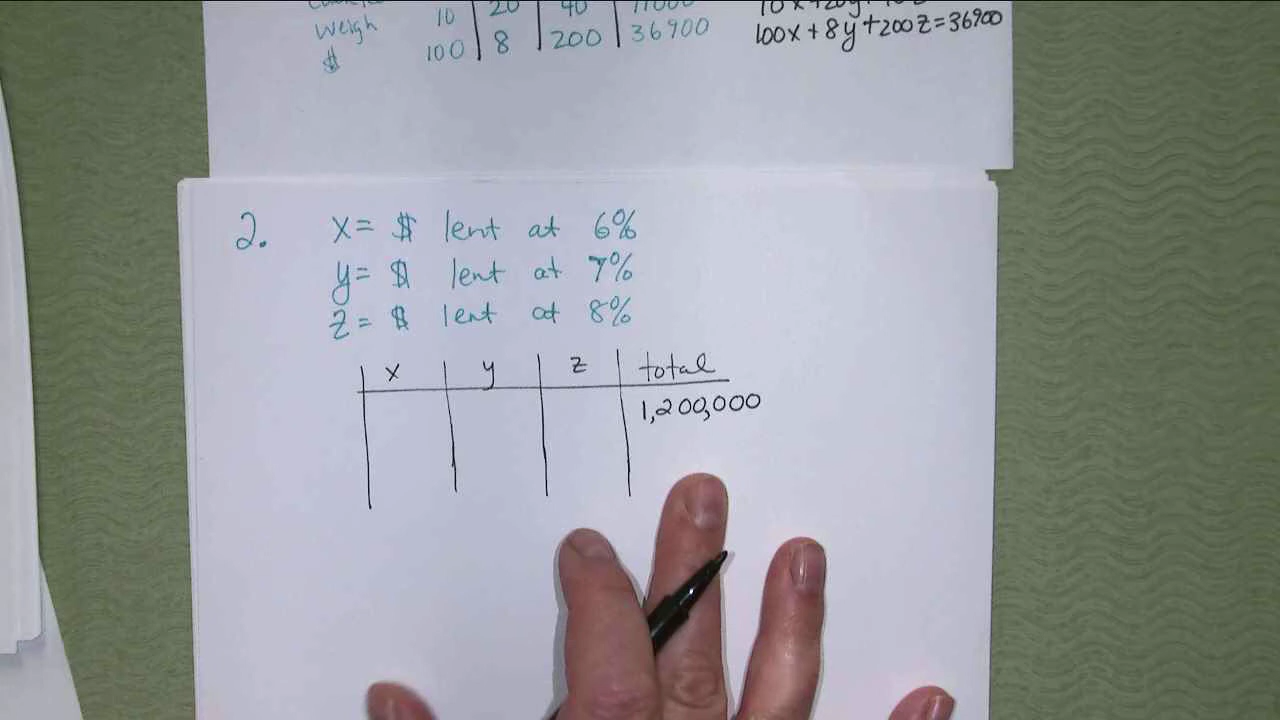 20 40 11000
weigh 10
$ 100 8 200 36900
100x + 8y + 200z = 36900
2. x = $ lent at 6%
y = $ lent at 7%
z = $ lent at 8%
x y z total
1,200,000